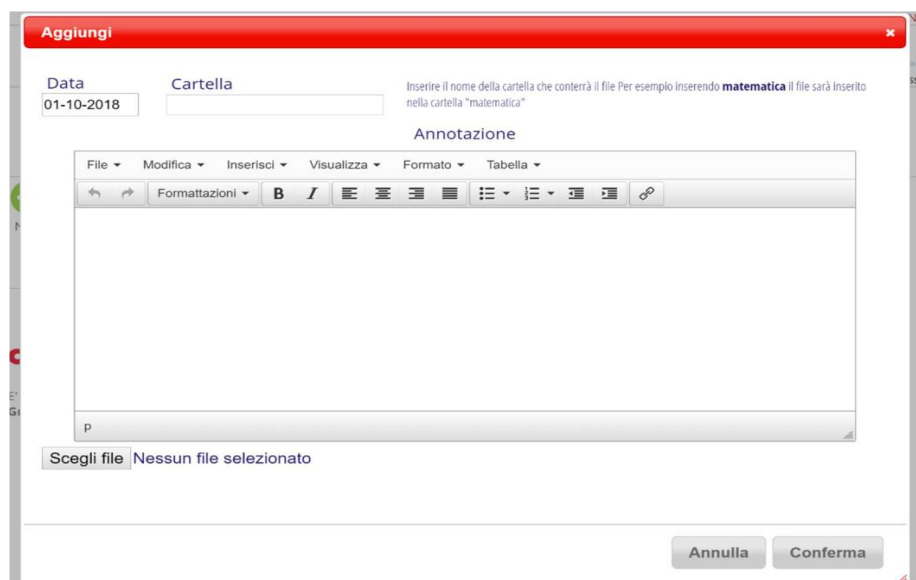 Aggiungi
Data
Cartella
01-10-2018
Inserire il nome della cartella che conterrà il file Per esempio inserendo matematica Il file sarà inserito
nella cartella "matematica"
Annotazione
File Modifica Inserisci Visualizza Formato Tabella
Formattazioni B I
p
Scegli file Nessun file selezionato
Annulla Conferma